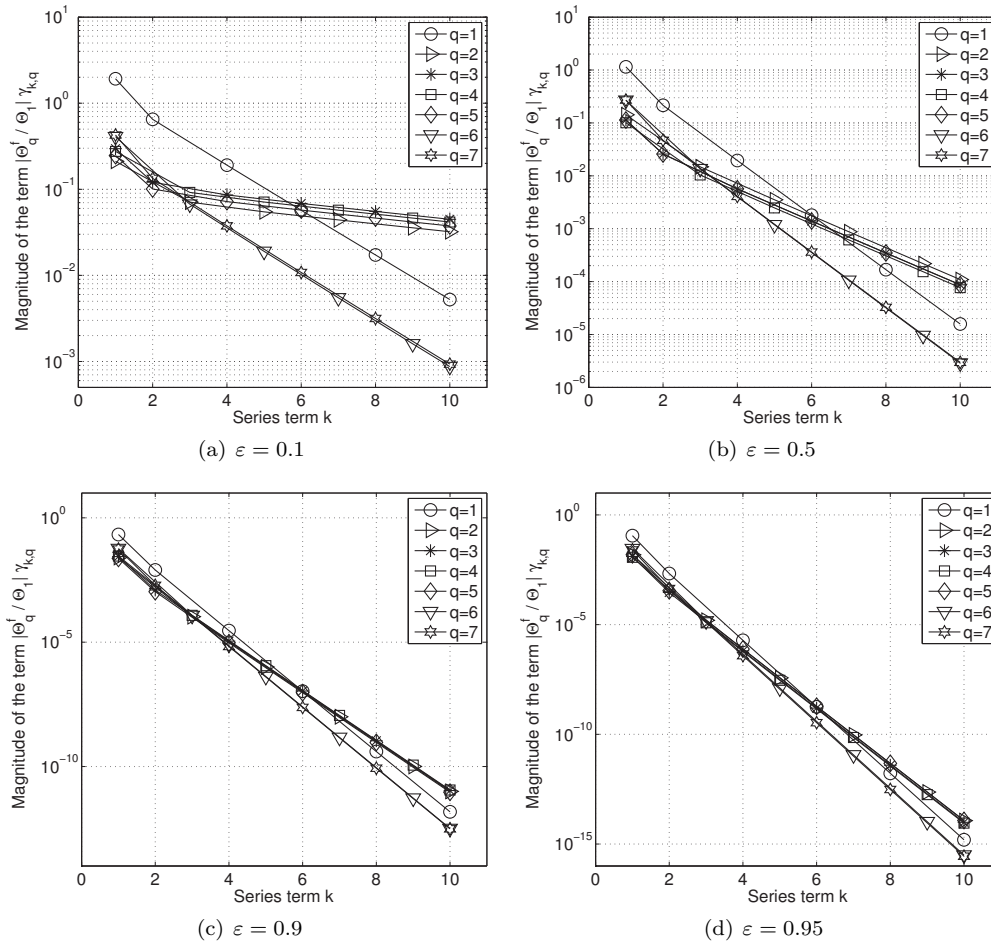 10^1
10^0
10^-1
10^-2
10^-3
0 2 4 6 8 10
Series term k
Magnitude of the term |Θ_q^f / Θ_1| γ_k,q
q=1
q=2
q=3
q=4
q=5
q=6
q=7
(a) ε = 0.1
10^1
10^0
10^-1
10^-2
10^-3
10^-4
10^-5
10^-6
0 2 4 6 8 10
Series term k
Magnitude of the term |Θ_q^f / Θ_1| γ_k,q
q=1
q=2
q=3
q=4
q=5
q=6
q=7
(b) ε = 0.5
10^0
10^-5
10^-10
0 2 4 6 8 10
Series term k
Magnitude of the term |Θ_q^f / Θ_1| γ_k,q
q=1
q=2
q=3
q=4
q=5
q=6
q=7
(c) ε = 0.9
10^0
10^-5
10^-10
10^-15
0 2 4 6 8 10
Series term k
Magnitude of the term |Θ_q^f / Θ_1| γ_k,q
q=1
q=2
q=3
q=4
q=5
q=6
q=7
(d) ε = 0.95